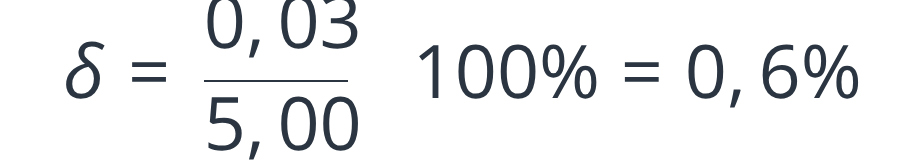 δ = 0,03 / 5,00 100% = 0,6%